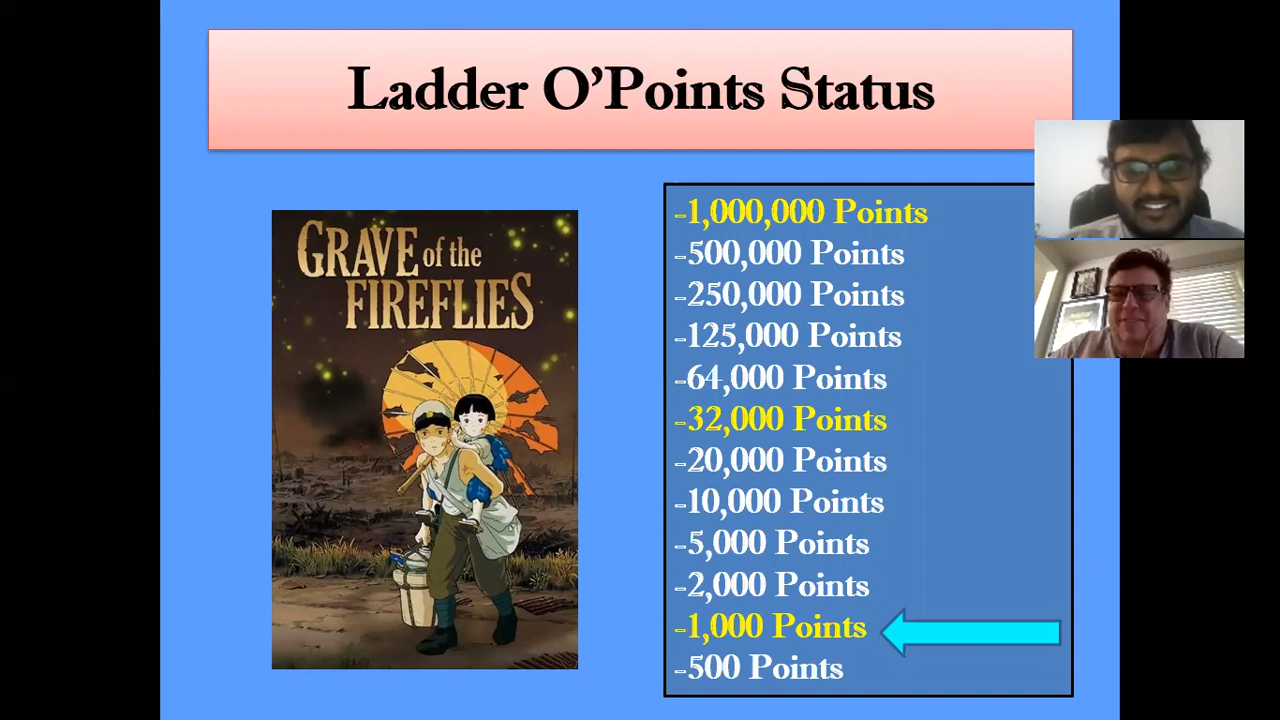 Ladder O'Points Status
GRAVE of the
FIREFLIES
-1,000,000 Points
-500,000 Points
-250,000 Points
-125,000 Points
-64,000 Points
-32,000 Points
-20,000 Points
-10,000 Points
-5,000 Points
-2,000 Points
-1,000 Points
-500 Points